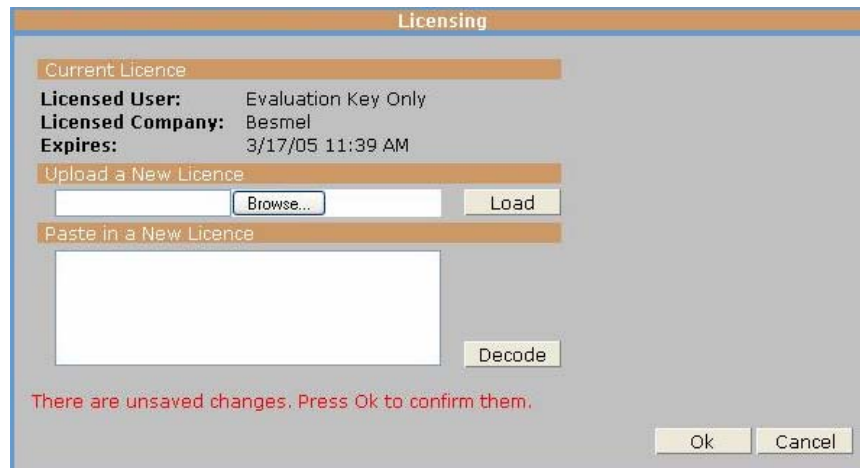 Licensing
Current Licence
Licensed User: Evaluation Key Only
Licensed Company: Besmel
Expires: 3/17/05 11:39 AM
Upload a New Licence
Browse... Load
Paste in a New Licence
Decode
There are unsaved changes. Press Ok to confirm them.
Ok Cancel